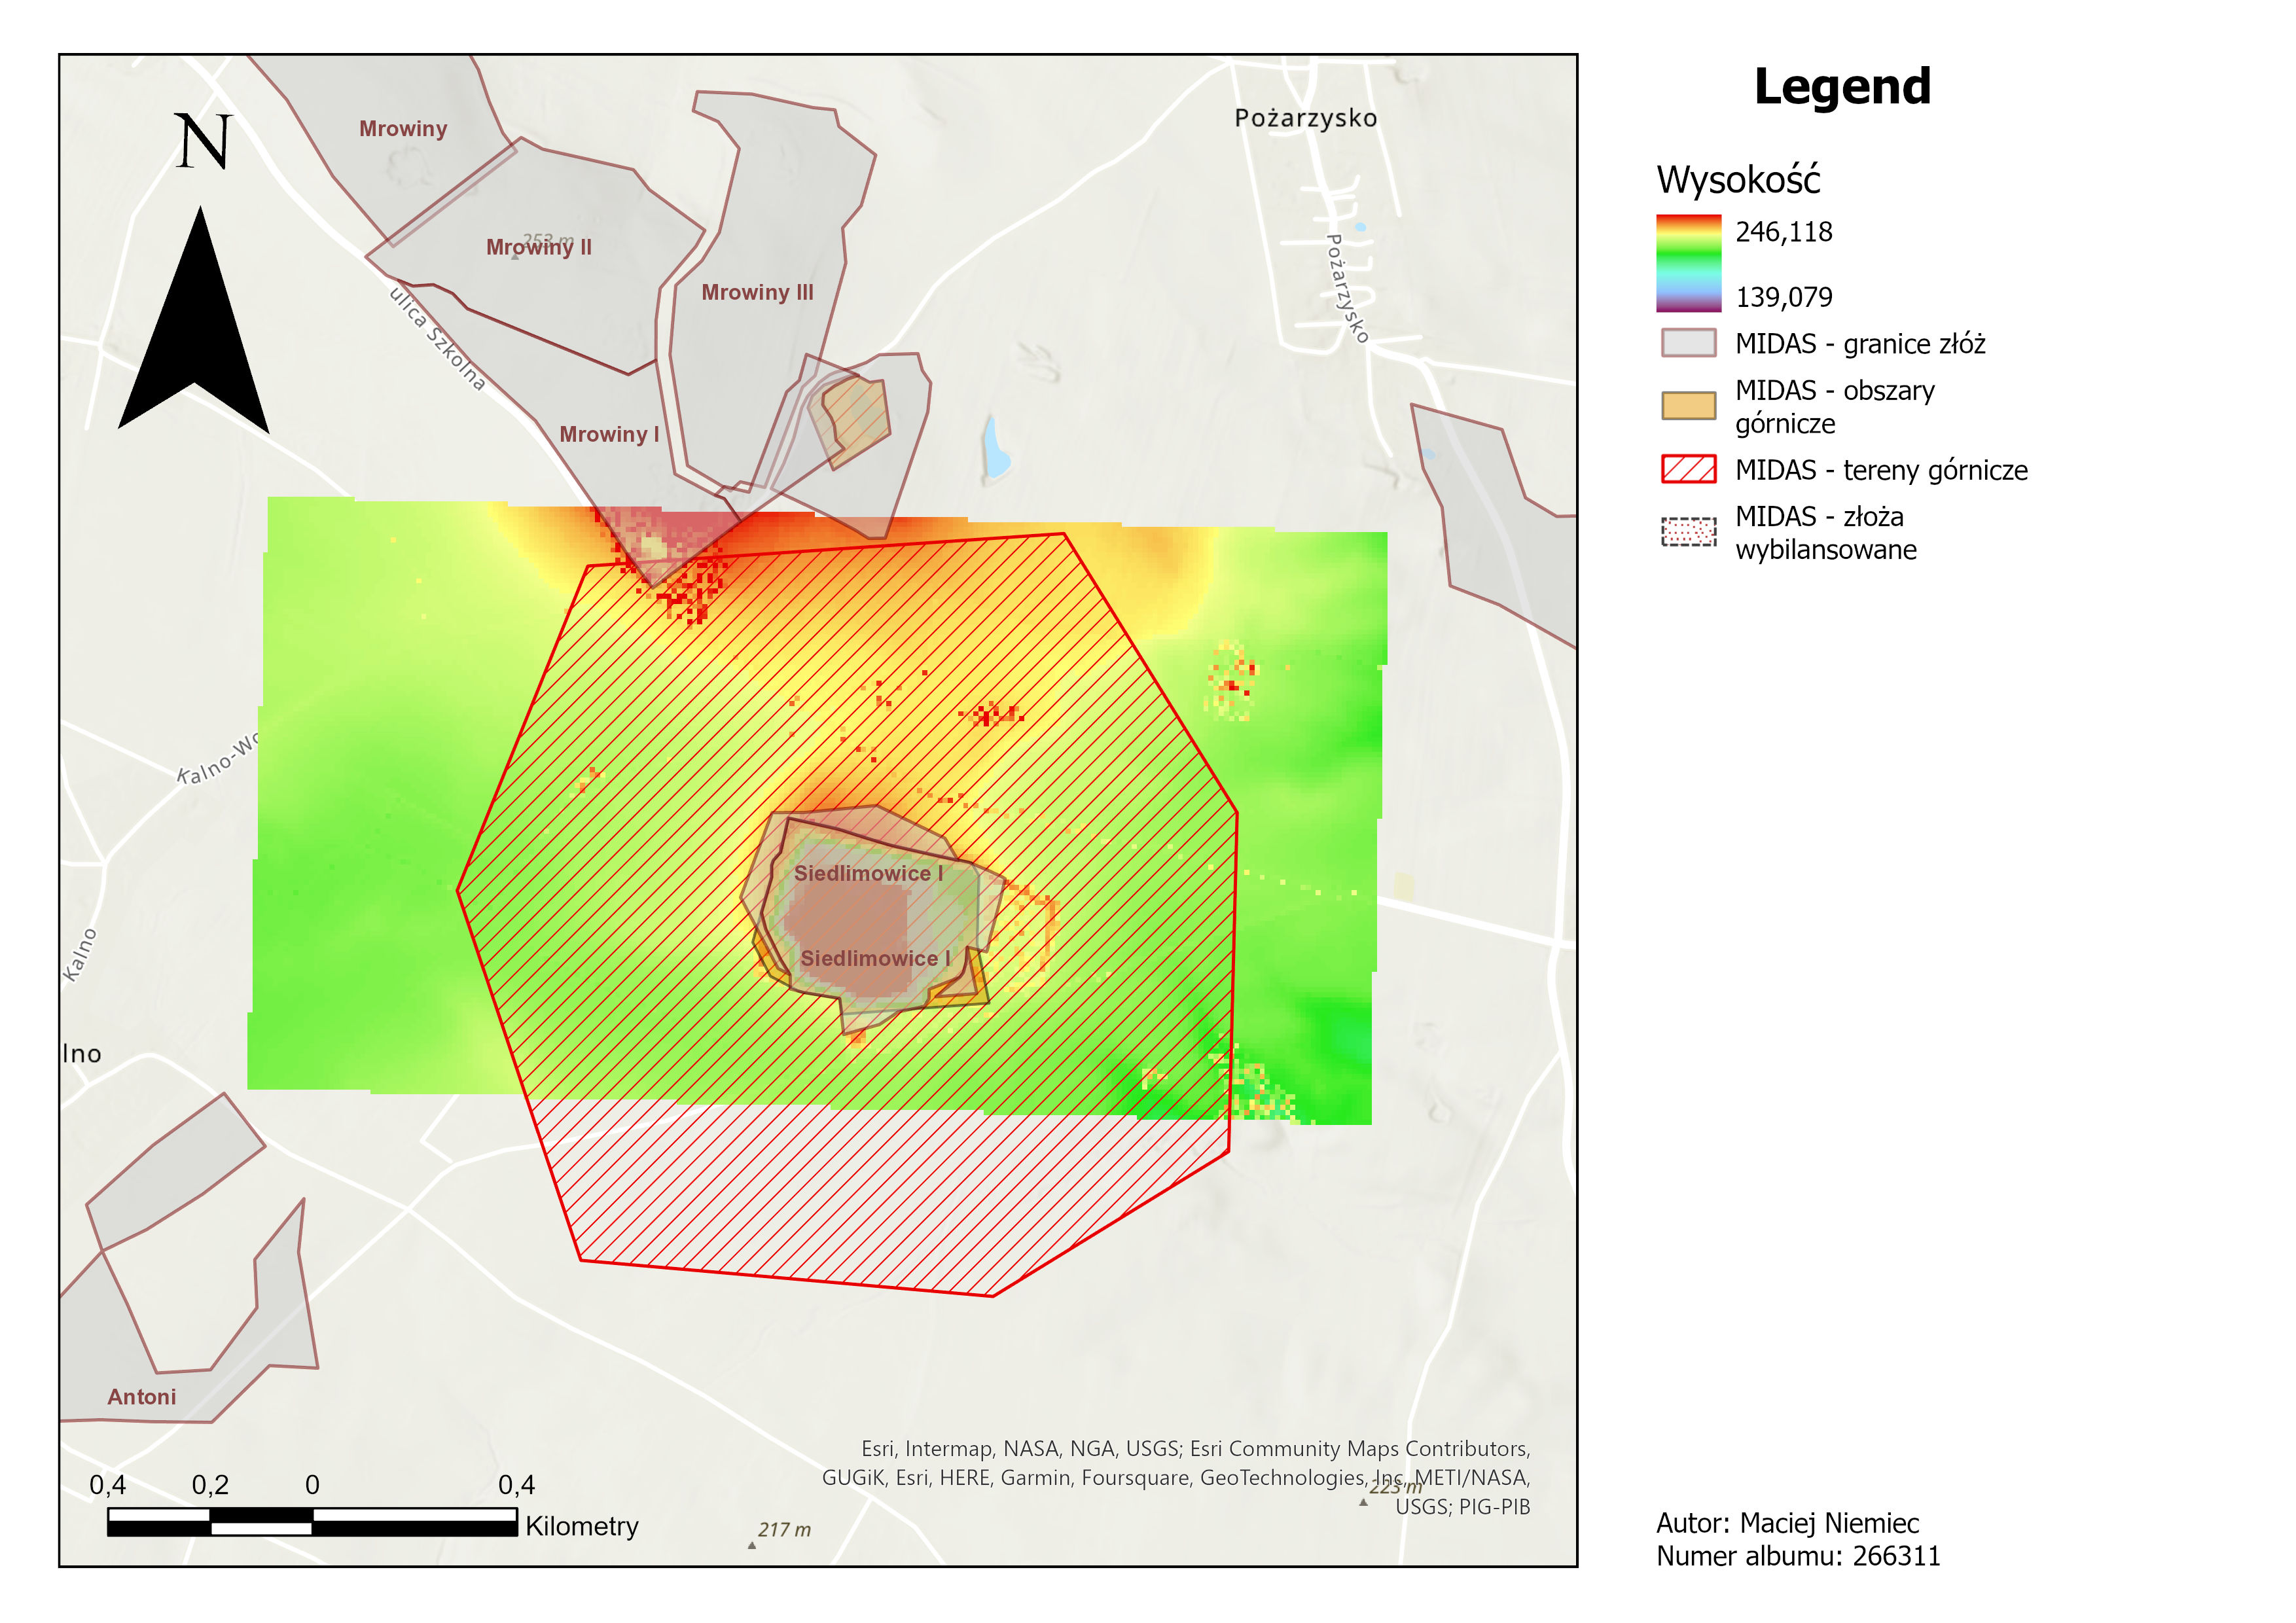 Legend
Wysokość
246,118
139,079
MIDAS - granice złóż
MIDAS - obszary
górnicze
MIDAS - tereny górnicze
MIDAS - złoża
wybilansowane
N
Mrowiny
Pożarzysko
253 m
Mrowiny II
Mrowiny III
Pożarzysko
ulica Szkolna
Mrowiny I
Kalno-Wo
Siedlimowice I
Siedlimowice I
Kalno
lno
Antoni
Esri, Intermap, NASA, NGA, USGS; Esri Community Maps Contributors,
GUGiK, Esri, HERE, Garmin, Foursquare, GeoTechnologies, Inc, METI/NASA,
USGS; PIG-PIB
223 m
217 m
0,4 0,2 0 0,4
Kilometry
Autor: Maciej Niemiec
Numer albumu: 266311